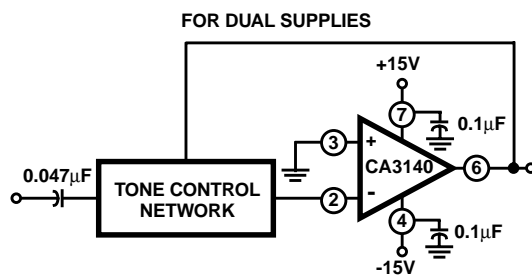 FOR DUAL SUPPLIES
+15V
7
0.1μF
3
+
CA3140
6
0.047μF
TONE CONTROL
NETWORK
2
-
4
0.1μF
-15V